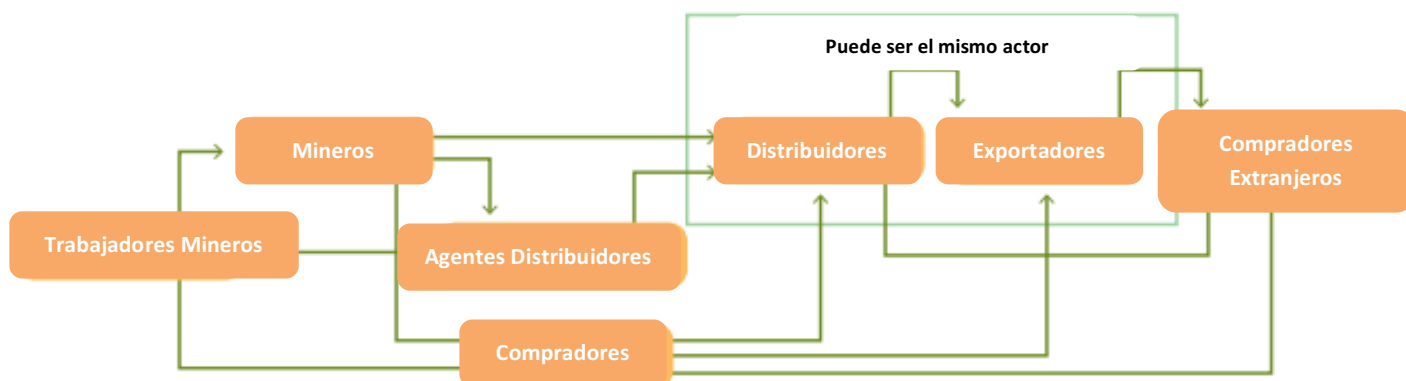 Puede ser el mismo actor
Mineros
Distribuidores
Exportadores
Compradores
Extranjeros
Trabajadores Mineros
Agentes Distribuidores
Compradores